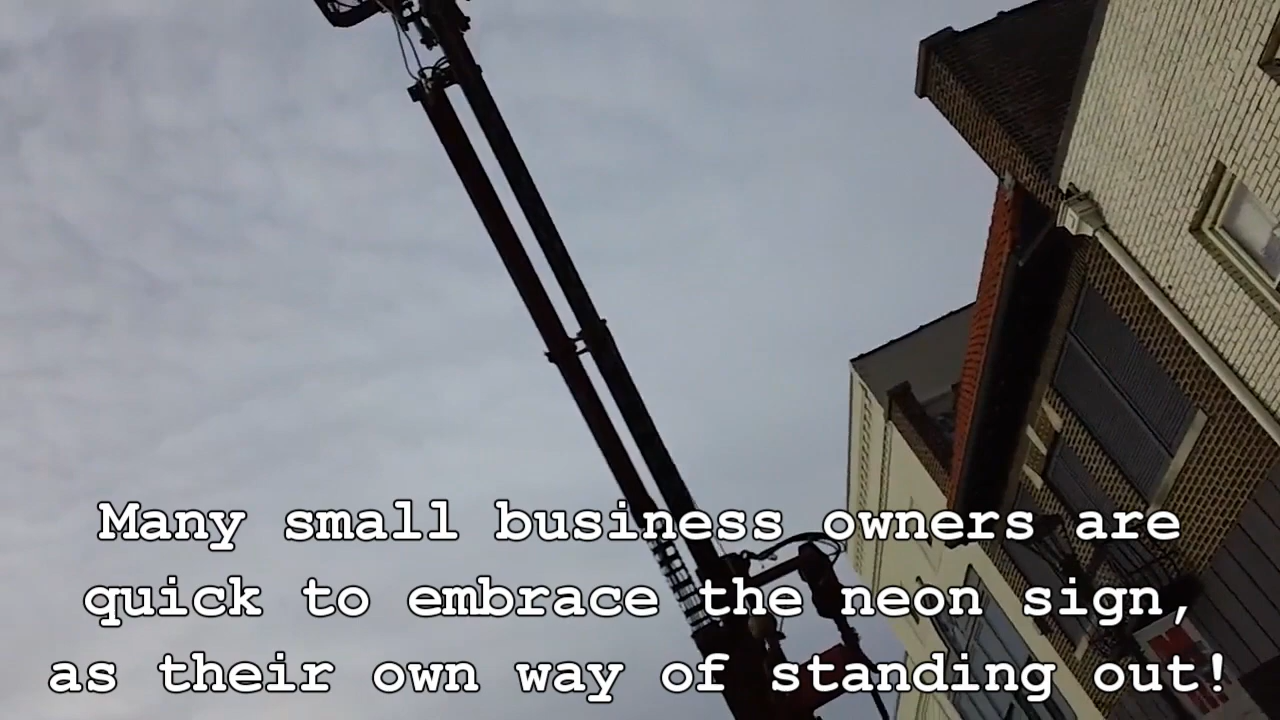 Many small business owners are
quick to embrace the neon sign,
as their own way of standing out!